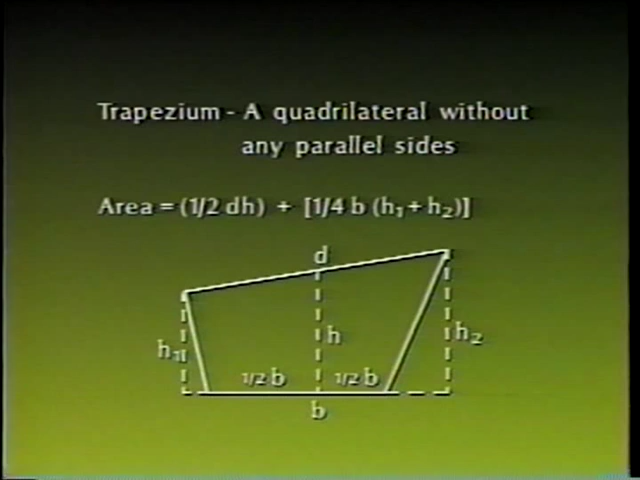 Trapezium - A quadrilateral without
any parallel sides
Area = (1/2 dh) + [1/4 b (h₁ + h₂)]
d
h₁
h
h₂
1/2 b
1/2 b
b